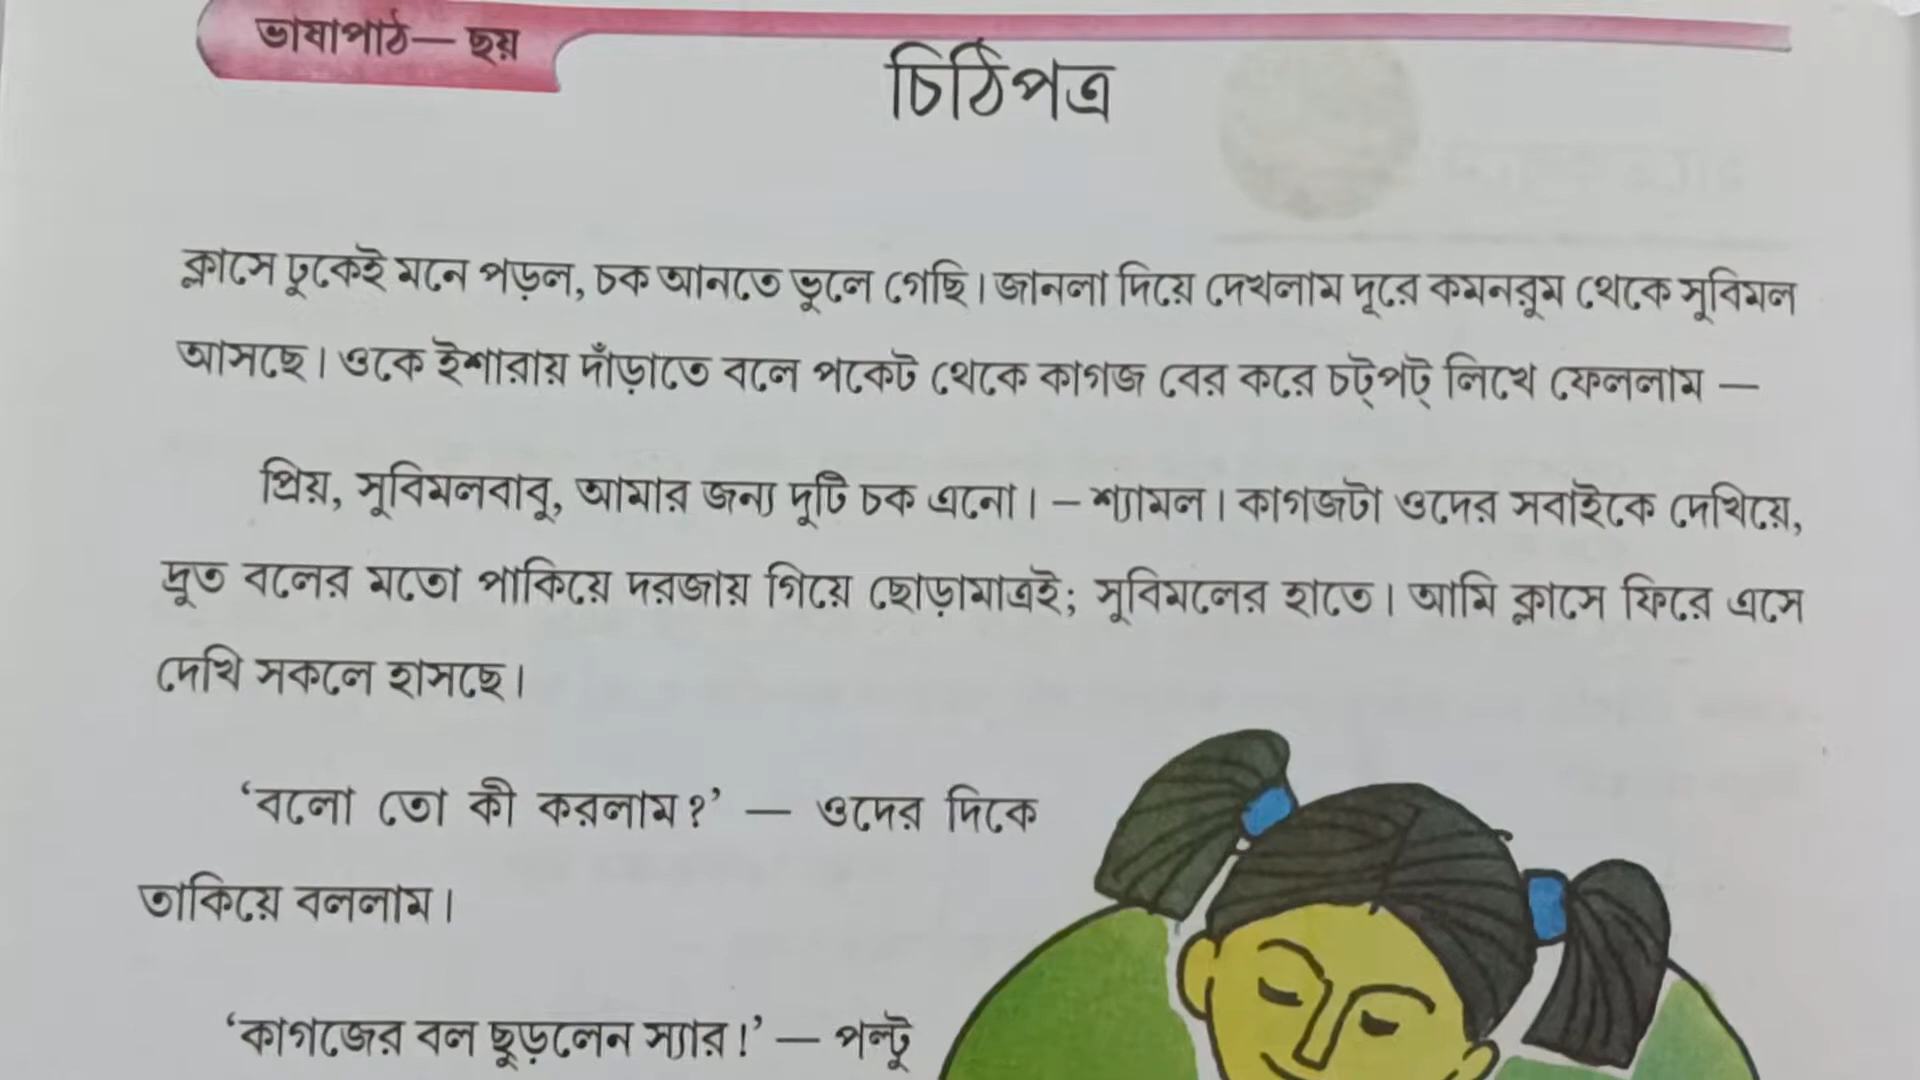 ভাষাপাঠ— ছয়
চিঠিপত্র
ক্লাসে ঢুকেই মনে পড়ল, চক আনতে ভুলে গেছি। জানলা দিয়ে দেখলাম দূরে কমনরুম থেকে সুবিমল
আসছে। ওকে ইশারায় দাঁড়াতে বলে পকেট থেকে কাগজ বের করে চট্‌পট্‌ লিখে ফেললাম —
প্রিয়, সুবিমলবাবু, আমার জন্য দুটি চক এনো। – শ্যামল। কাগজটা ওদের সবাইকে দেখিয়ে,
দ্রুত বলের মতো পাকিয়ে দরজায় গিয়ে ছোড়ামাত্রই; সুবিমলের হাতে। আমি ক্লাসে ফিরে এসে
দেখি সকলে হাসছে।
‘বলো তো কী করলাম?’ — ওদের দিকে
তাকিয়ে বললাম।
‘কাগজের বল ছুড়লেন স্যার!’ — পল্টু